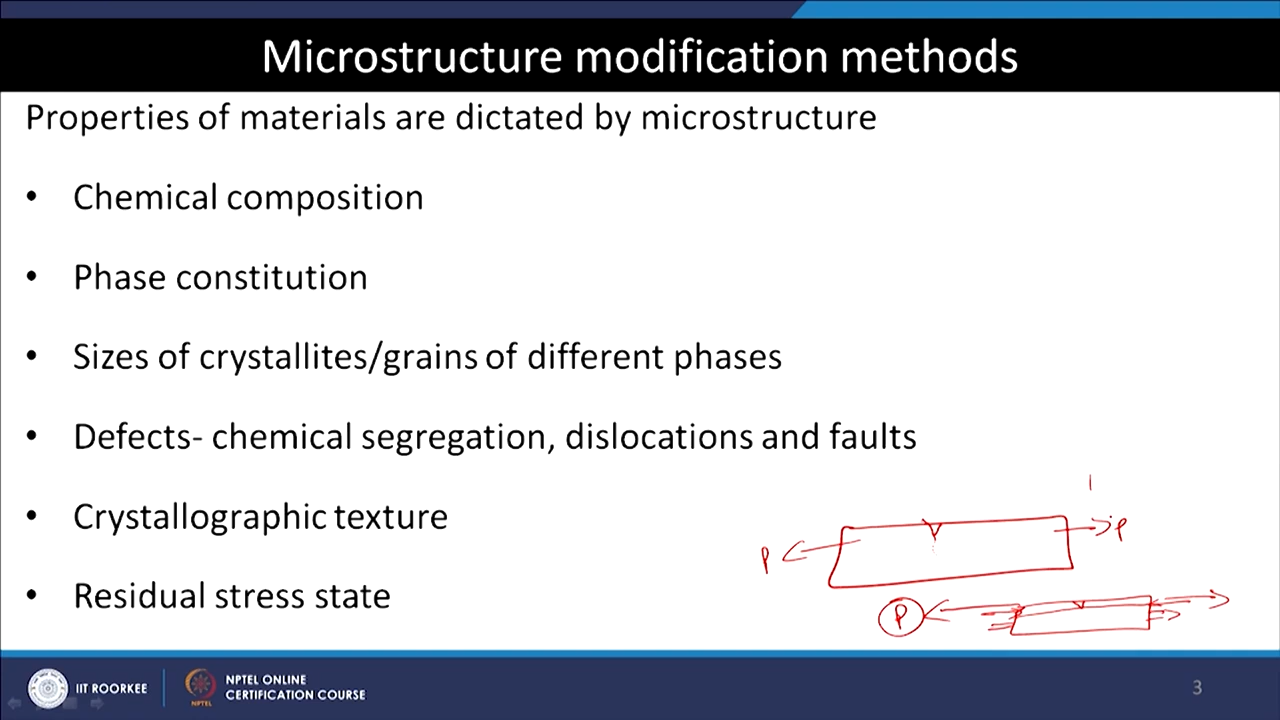 Microstructure modification methods
Properties of materials are dictated by microstructure
• Chemical composition
• Phase constitution
• Sizes of crystallites/grains of different phases
• Defects- chemical segregation, dislocations and faults
• Crystallographic texture
• Residual stress state
P
P
P
IIT ROORKEE
NPTEL ONLINE
CERTIFICATION COURSE
NPTEL
3